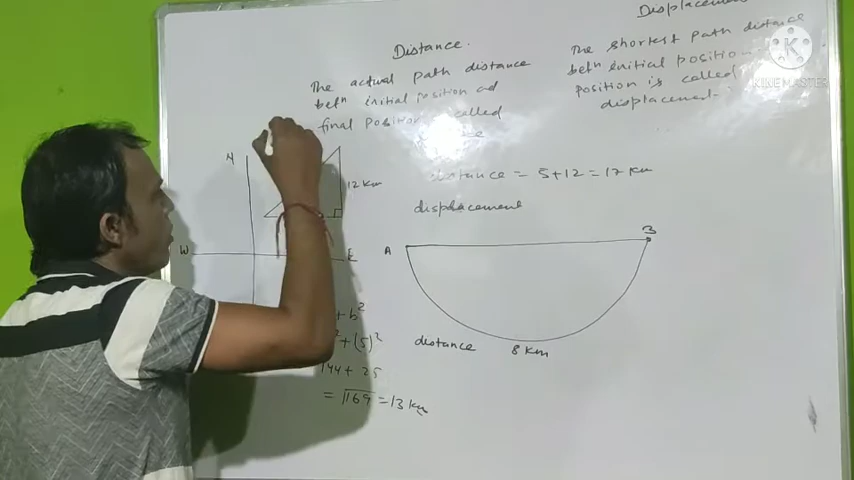 Distance.
The actual path distance
betn initial position ad
final position called
Displacement
The shortest path distance
betn initial position
position is called
displacement.
KINEMASTER
N
12 Km
W
E
distance = 5+12 = 17 Km
displacement
A
B
distance
8 Km
+ b²
² + (5)²
144 + 25
= √169 = 13 Km